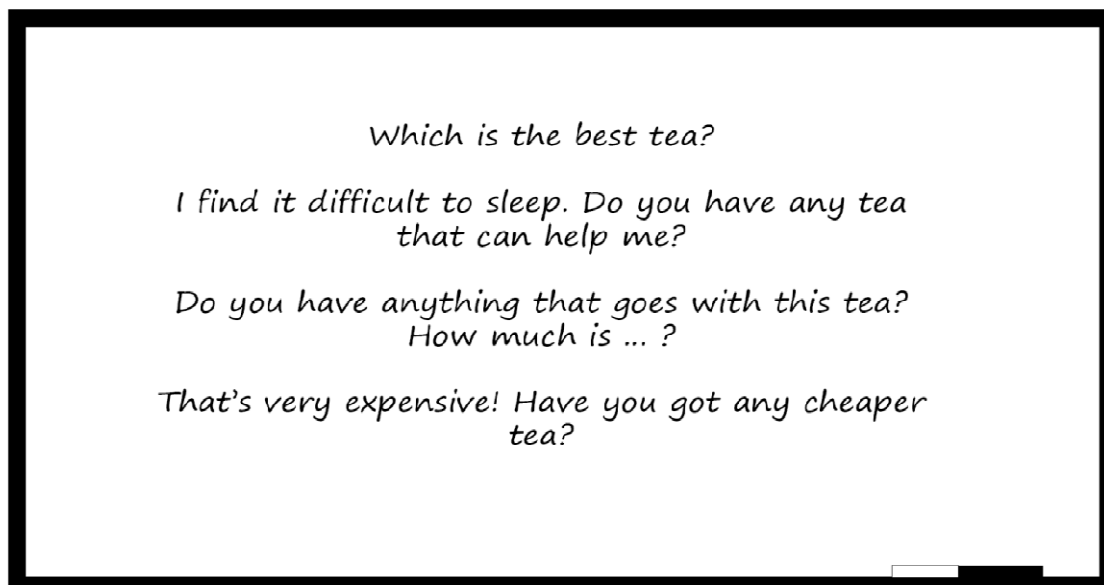 Which is the best tea?
I find it difficult to sleep. Do you have any tea
that can help me?
Do you have anything that goes with this tea?
How much is ... ?
That's very expensive! Have you got any cheaper
tea?